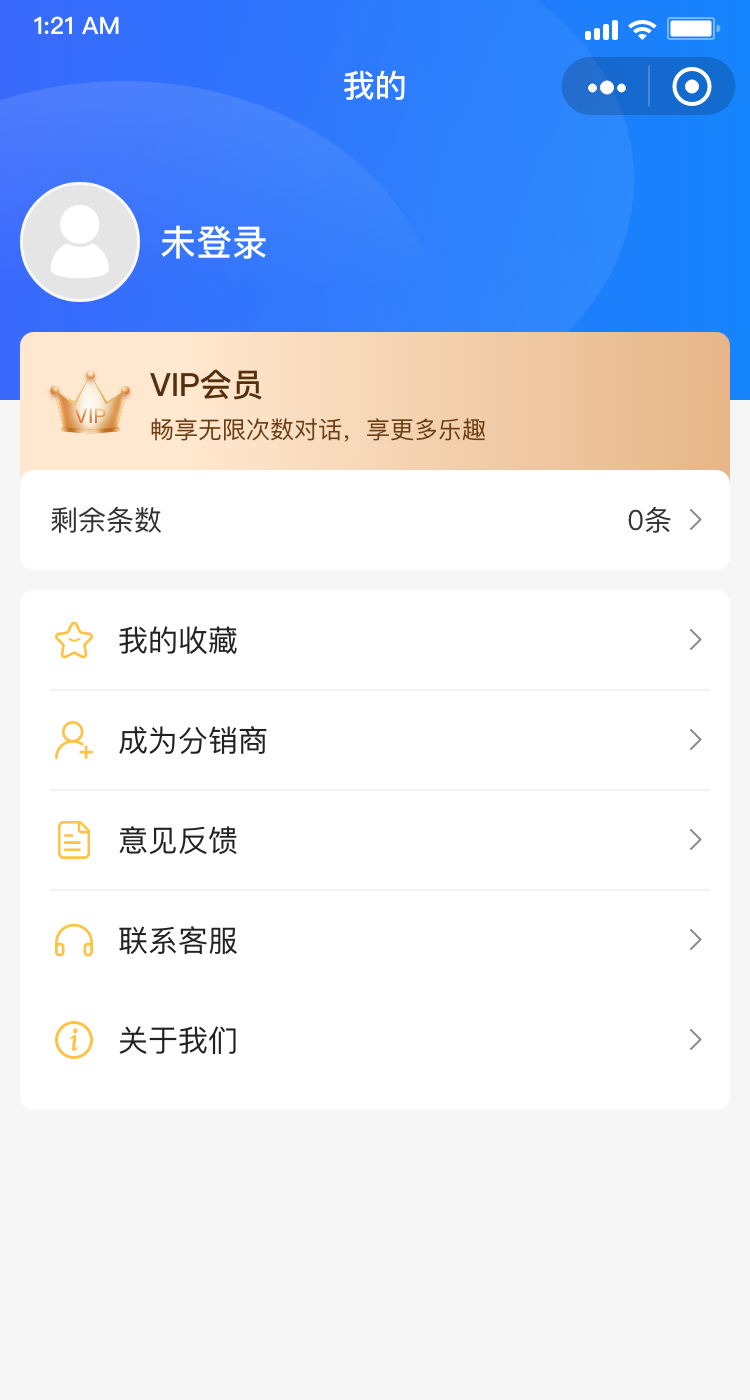 1:21 AM
我的
未登录
VIP
VIP会员
畅享无限次数对话，享更多乐趣
剩余条数
0条
我的收藏
成为分销商
意见反馈
联系客服
关于我们